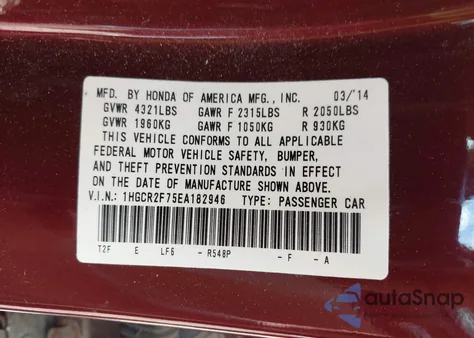 MFD. BY HONDA OF AMERICA MFG., INC. 03/'14
GVWR 4321LBS GAWR F 2315LBS R 2050LBS
GVWR 1960KG GAWR F 1050KG R 930KG
THIS VEHICLE CONFORMS TO ALL APPLICABLE
FEDERAL MOTOR VEHICLE SAFETY, BUMPER,
AND THEFT PREVENTION STANDARDS IN EFFECT
ON THE DATE OF MANUFACTURE SHOWN ABOVE.
V.I.N.: 1HGCR2F75EA182946 TYPE: PASSENGER CAR
T2F E LF6 - R548P - F - A
autaSnap